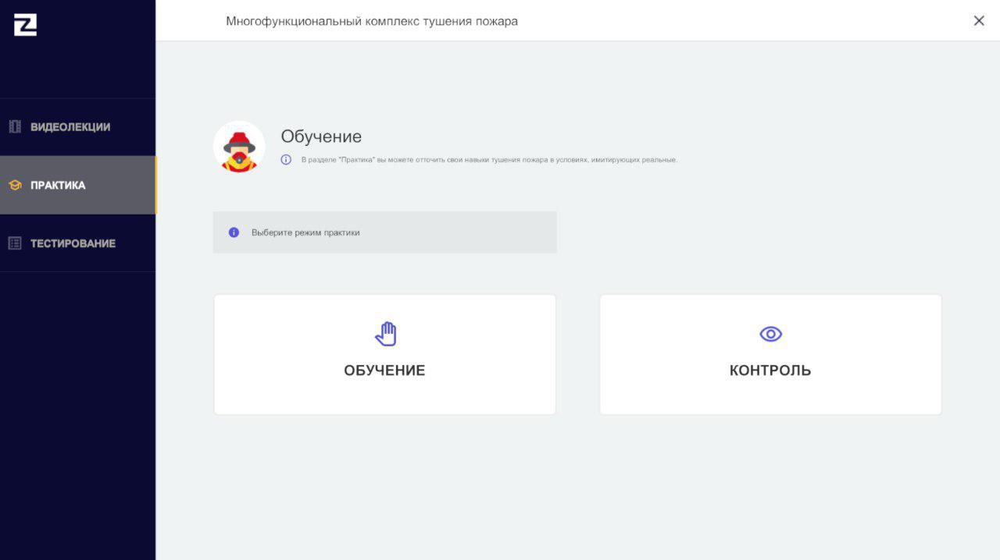 Многофункциональный комплекс тушения пожара
ВИДЕОЛЕКЦИИ
ПРАКТИКА
ТЕСТИРОВАНИЕ
Обучение
В разделе "Практика" вы можете отточить свои навыки тушения пожара в условиях, имитирующих реальные.
Выберите режим практики
ОБУЧЕНИЕ
КОНТРОЛЬ